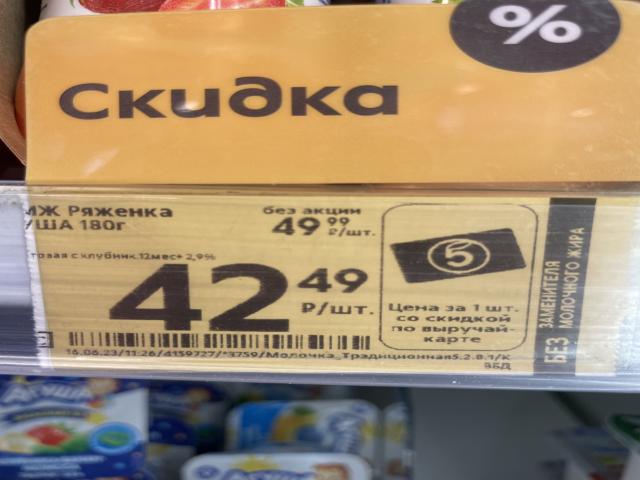 %
Скидка
МЖ Ряженка
УША 180г
без акции
49 99
₽/шт.
товая с клубник.12мес+ 2,9%
42 49
₽/шт.
5
Цена за 1 шт.
со скидкой
по выручай-
карте
БЕЗ ЗАМЕНИТЕЛЯ
МОЛОЧНОГО ЖИРА
16.06.23/11:26/4159727/*3759/Молочка_Традиционная5.2.8.1/К
ВБД
Агуша